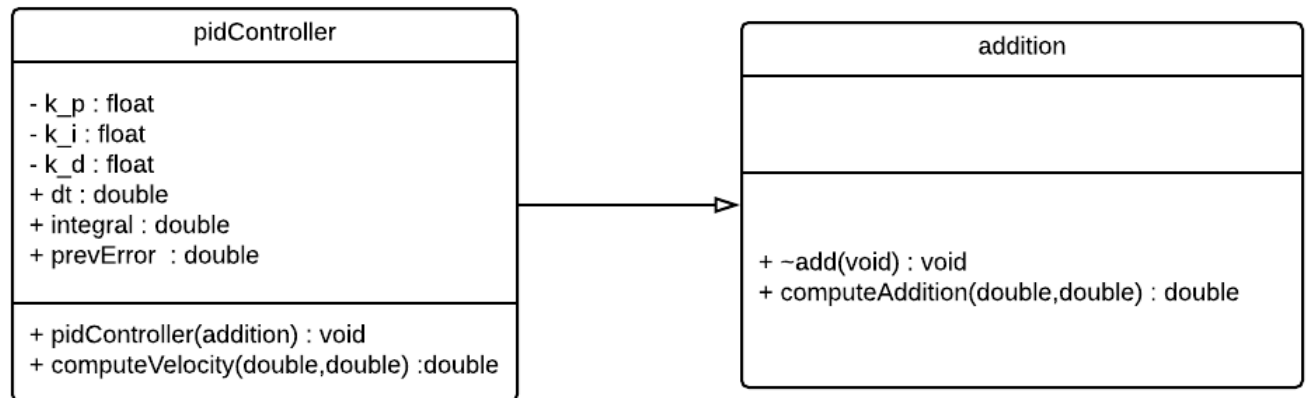 pidController
- k_p : float
- k_i : float
- k_d : float
+ dt : double
+ integral : double
+ prevError : double
+ pidController(addition) : void
+ computeVelocity(double,double) :double
addition
+ ~add(void) : void
+ computeAddition(double,double) : double